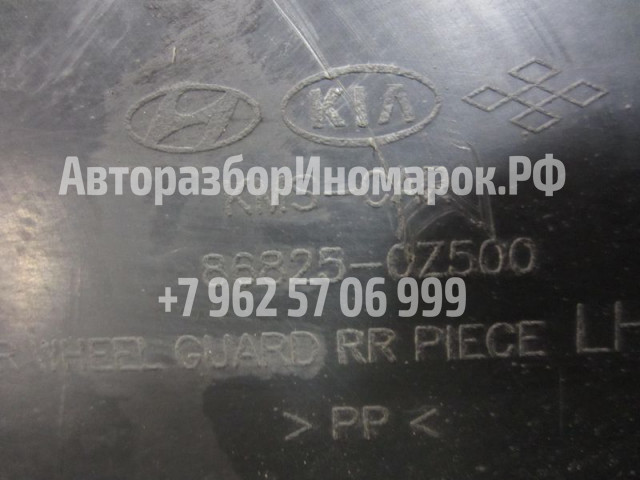 KIA
АвторазборИномарок.РФ
86825-0Z500
+7 962 57 06 999
WHEEL GUARD RR PIECE LH
> PP <